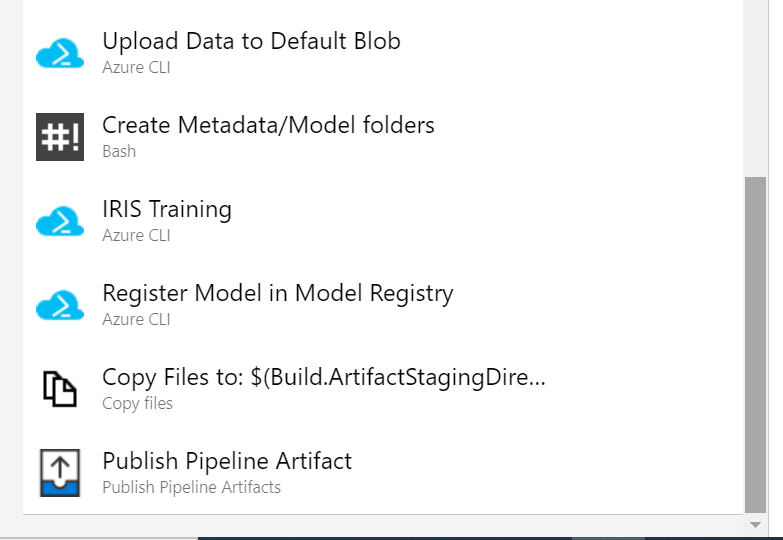 Upload Data to Default Blob
Azure CLI
#!
Create Metadata/Model folders
Bash
IRIS Training
Azure CLI
Register Model in Model Registry
Azure CLI
Copy Files to: $(Build.ArtifactStagingDire...
Copy files
Publish Pipeline Artifact
Publish Pipeline Artifacts